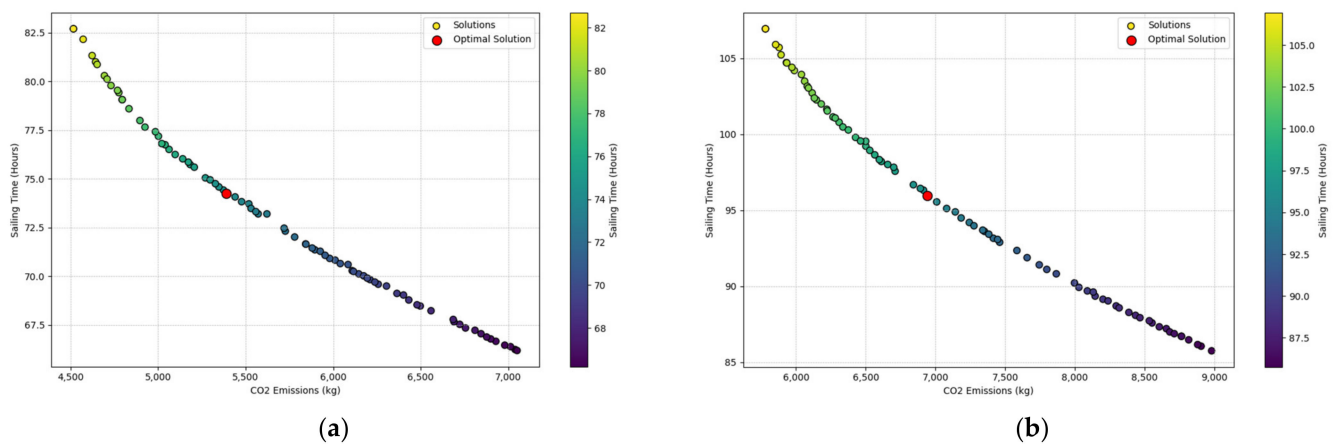 Solutions
Optimal Solution
82.5
80.0
77.5
75.0
72.5
70.0
67.5
Sailing Time (Hours)
4,500 5,000 5,500 6,000 6,500 7,000
CO2 Emissions (kg)
82
80
78
76
74
72
70
68
Sailing Time (Hours)
(a)
Solutions
Optimal Solution
105
100
95
90
85
Sailing Time (Hours)
6,000 6,500 7,000 7,500 8,000 8,500 9,000
CO2 Emissions (kg)
105.0
102.5
100.0
97.5
95.0
92.5
90.0
87.5
Sailing Time (Hours)
(b)